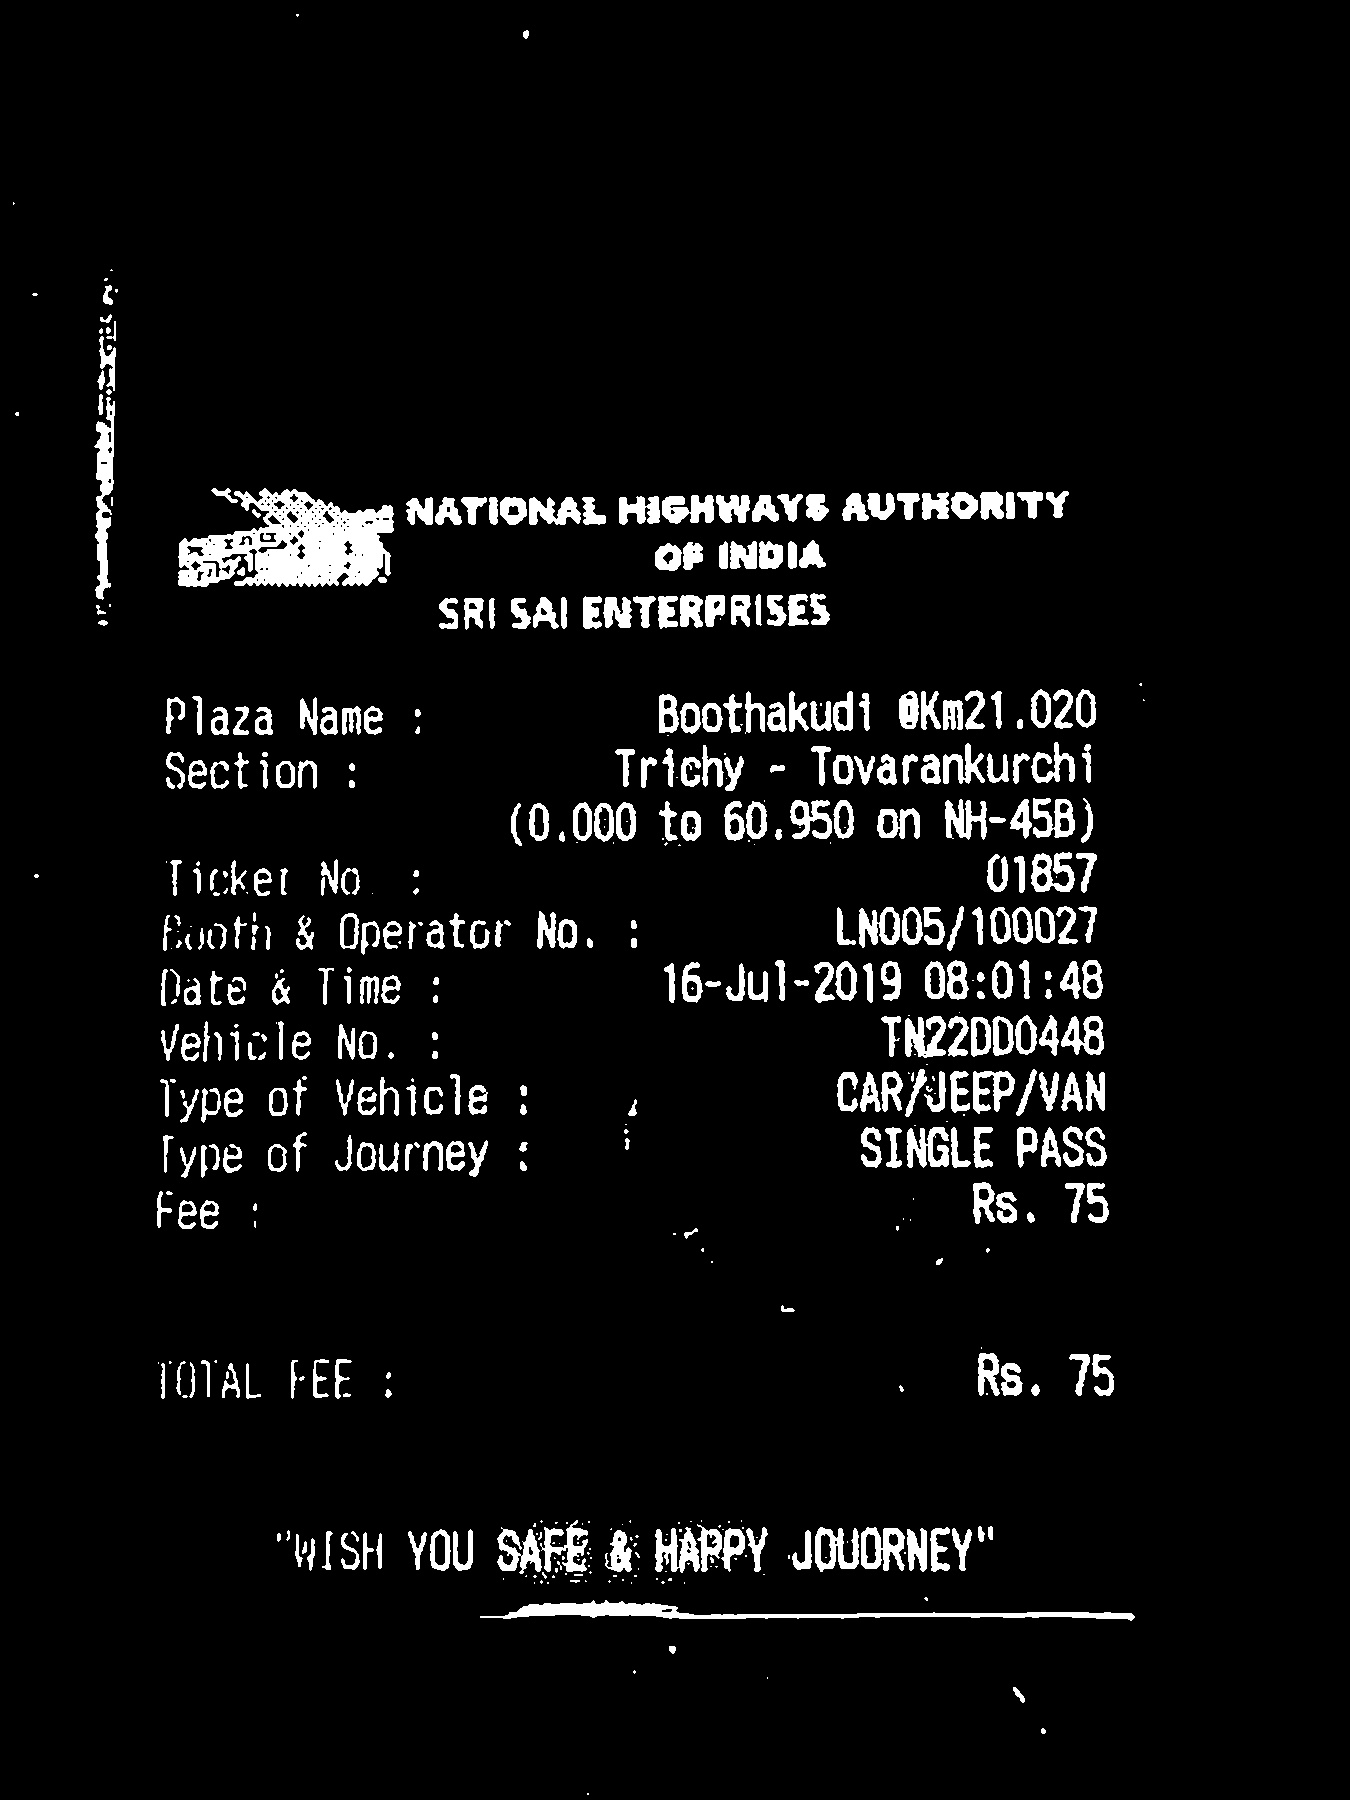 NATIONAL HIGHWAYS AUTHORITY
OF INDIA
SRI SAI ENTERPRISES
Plaza Name : Boothakudi @Km21.020
Section : Trichy - Tovarankurchi
(0.000 to 60.950 on NH-45B)
Ticket No : 01857
Booth & Operator No. : LN005/100027
Date & Time : 16-Jul-2019 08:01:48
Vehicle No. : TN22DD0448
Type of Vehicle : CAR/JEEP/VAN
Type of Journey : SINGLE PASS
Fee : Rs. 75
TOTAL FEE : Rs. 75
"WISH YOU SAFE & HAPPY JOUORNEY"